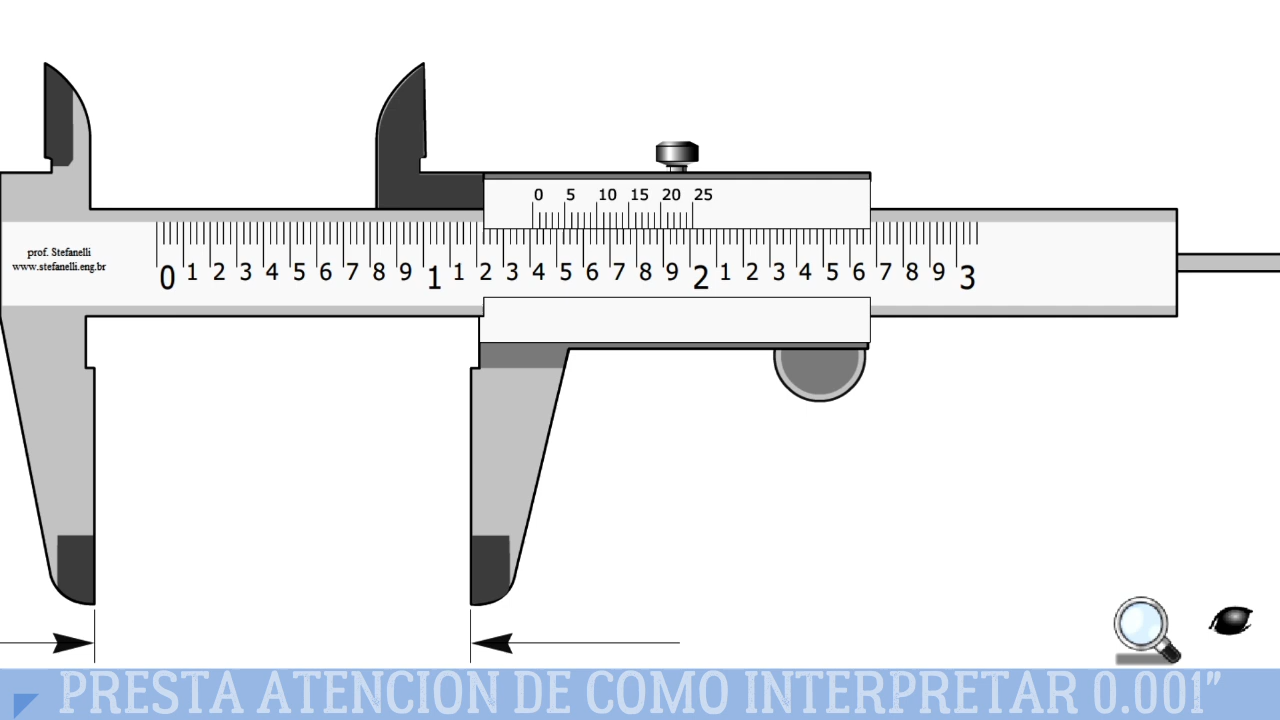 0 5 10 15 20 25
prof. Stefanelli
www.stefanelli.eng.br
0 1 2 3 4 5 6 7 8 9 1 1 2 3 4 5 6 7 8 9 2 1 2 3 4 5 6 7 8 9 3
PRESTA ATENCION DE COMO INTERPRETAR 0.001"